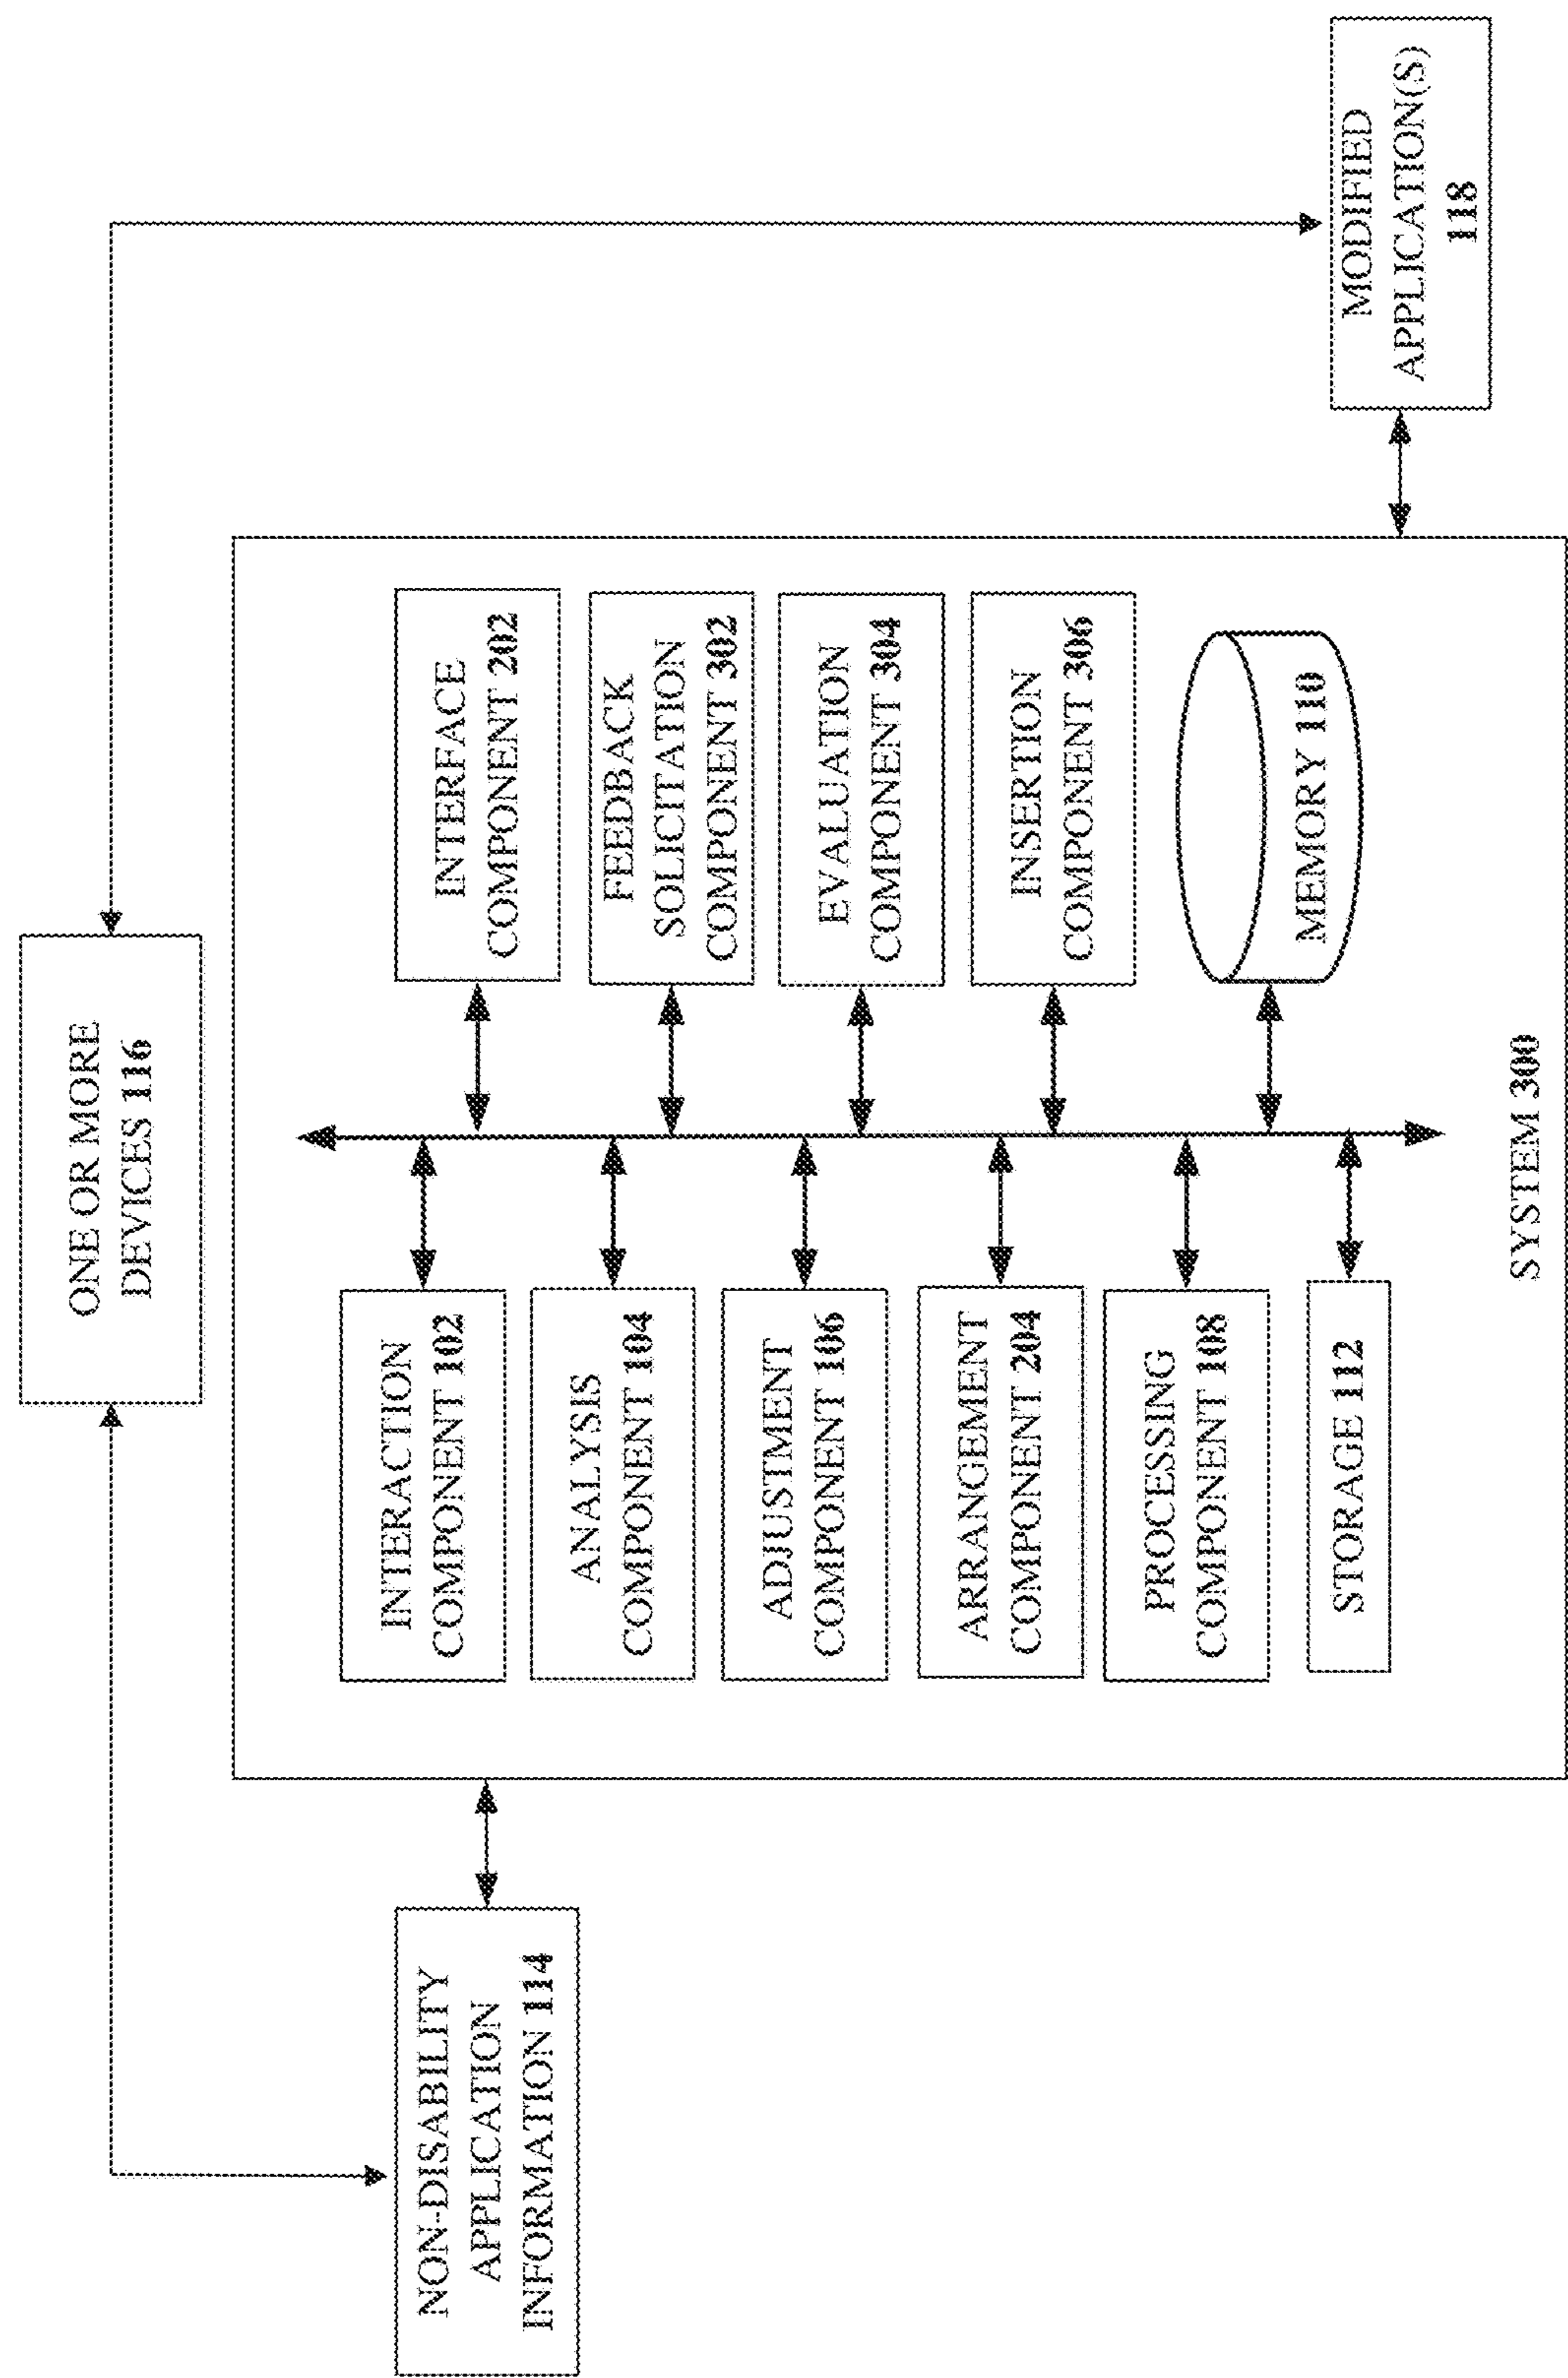 ONE OR MORE
DEVICES 116
NON-DISABILITY
APPLICATION
INFORMATION 114
INTERACTION
COMPONENT 102
ANALYSIS
COMPONENT 104
ADJUSTMENT
COMPONENT 106
ARRANGEMENT
COMPONENT 204
PROCESSING
COMPONENT 108
STORAGE 112
INTERFACE
COMPONENT 202
FEEDBACK
SOLICITATION
COMPONENT 302
EVALUATION
COMPONENT 304
INSERTION
COMPONENT 306
MEMORY 110
SYSTEM 300
MODIFIED
APPLICATION(S)
118